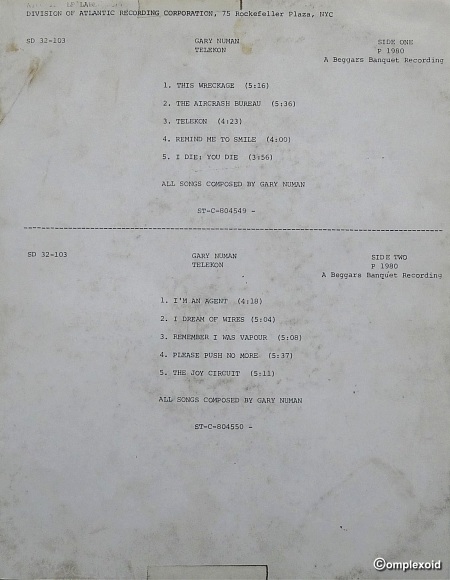 DIVISION OF ATLANTIC RECORDING CORPORATION, 75 Rockefeller Plaza, NYC
SD 32-103 GARY NUMAN SIDE ONE
TELEKON P 1980
A Beggars Banquet Recording
1. THIS WRECKAGE (5:16)
2. THE AIRCRASH BUREAU (5:36)
3. TELEKON (4:23)
4. REMIND ME TO SMILE (4:00)
5. I DIE; YOU DIE (3:56)
ALL SONGS COMPOSED BY GARY NUMAN
ST-C-804549 -
SD 32-103 GARY NUMAN SIDE TWO
TELEKON P 1980
A Beggars Banquet Recording
1. I'M AN AGENT (4:18)
2. I DREAM OF WIRES (5:04)
3. REMEMBER I WAS VAPOUR (5:08)
4. PLEASE PUSH NO MORE (5:37)
5. THE JOY CIRCUIT (5:11)
ALL SONGS COMPOSED BY GARY NUMAN
ST-C-804550 -
©omplexoid